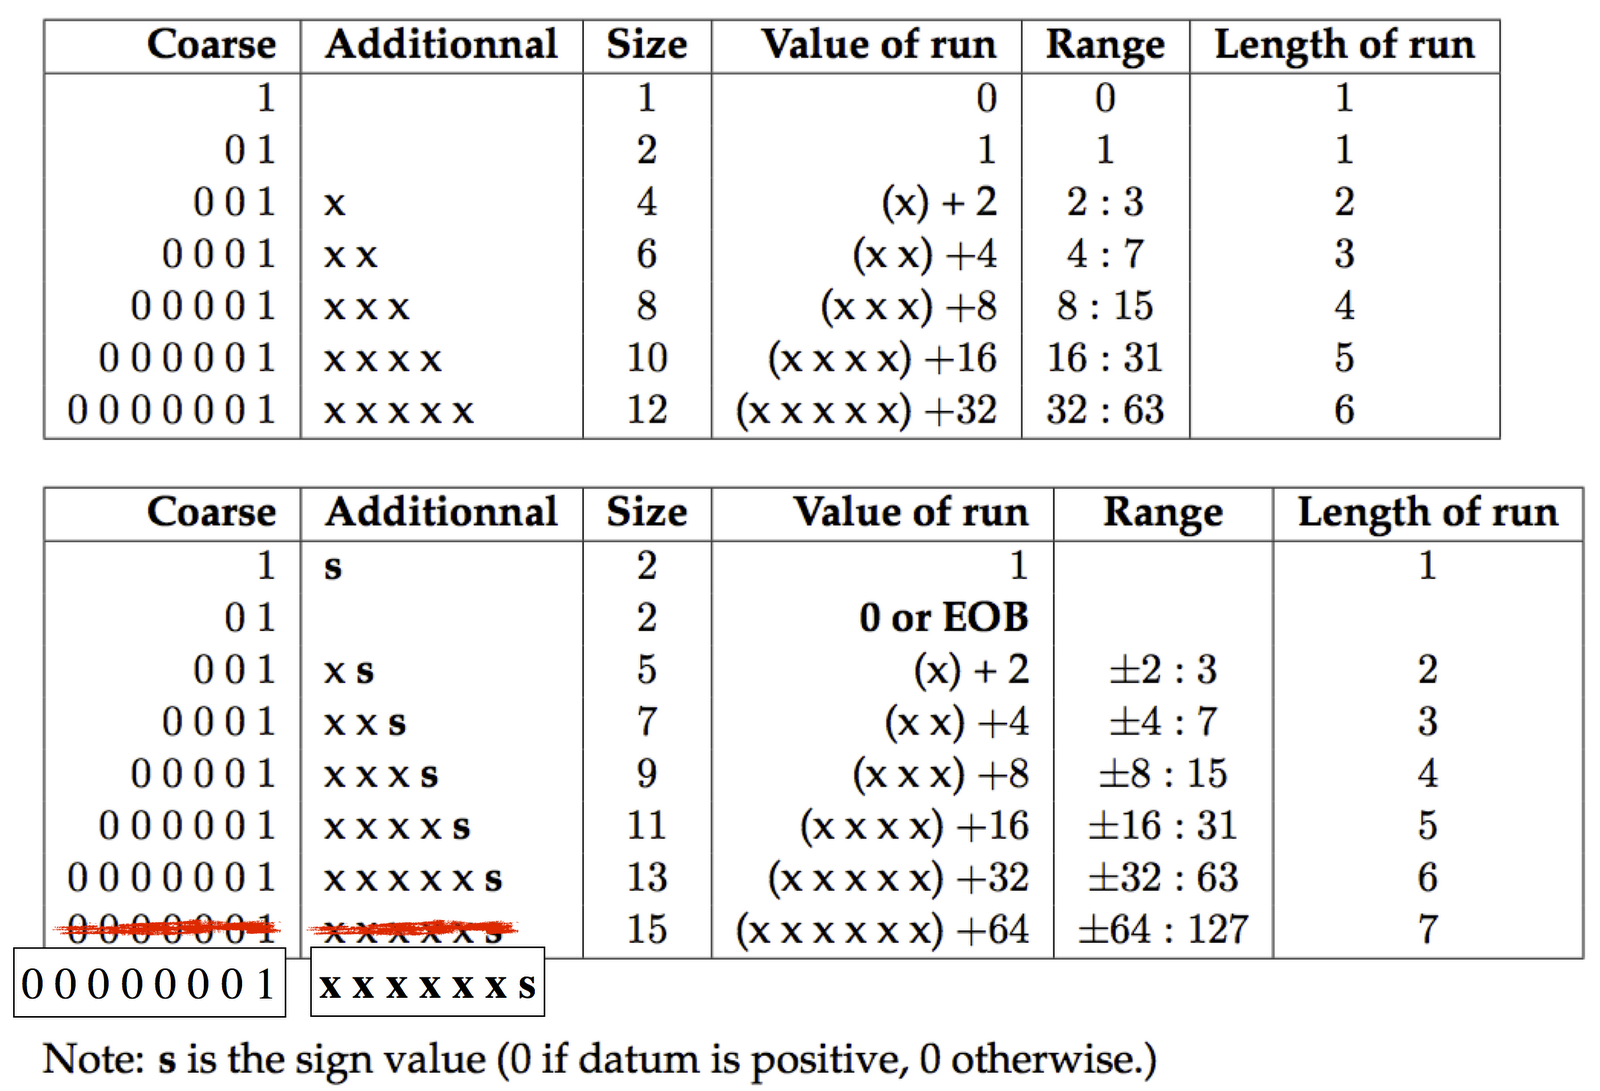 Coarse Additionnal Size Value of run Range Length of run
1 1 0 0 1
0 1 2 1 1 1
0 0 1 x 4 (x) + 2 2 : 3 2
0 0 0 1 x x 6 (x x) +4 4 : 7 3
0 0 0 0 1 x x x 8 (x x x) +8 8 : 15 4
0 0 0 0 0 1 x x x x 10 (x x x x) +16 16 : 31 5
0 0 0 0 0 0 1 x x x x x 12 (x x x x x) +32 32 : 63 6
Coarse Additionnal Size Value of run Range Length of run
1 s 2 1 1
0 1 2 0 or EOB
0 0 1 x s 5 (x) + 2 ±2 : 3 2
0 0 0 1 x x s 7 (x x) +4 ±4 : 7 3
0 0 0 0 1 x x x s 9 (x x x) +8 ±8 : 15 4
0 0 0 0 0 1 x x x x s 11 (x x x x) +16 ±16 : 31 5
0 0 0 0 0 0 1 x x x x x s 13 (x x x x x) +32 ±32 : 63 6
0 0 0 0 0 0 1 x x x x x s 15 (x x x x x x) +64 ±64 : 127 7
0 0 0 0 0 0 0 1 x x x x x x s
Note: s is the sign value (0 if datum is positive, 0 otherwise.)